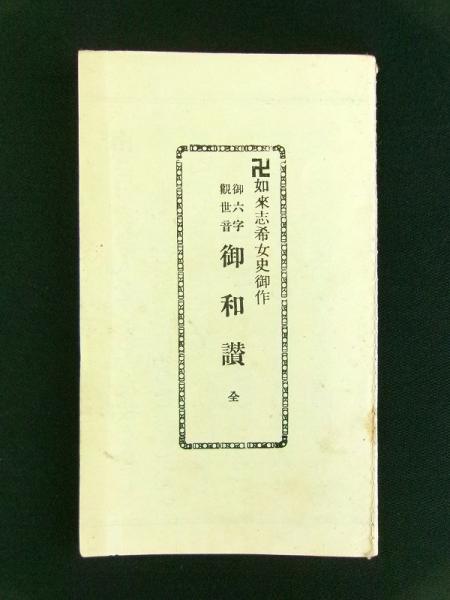 卍如來志希女史御作
御六字
觀世音
御和讃 全